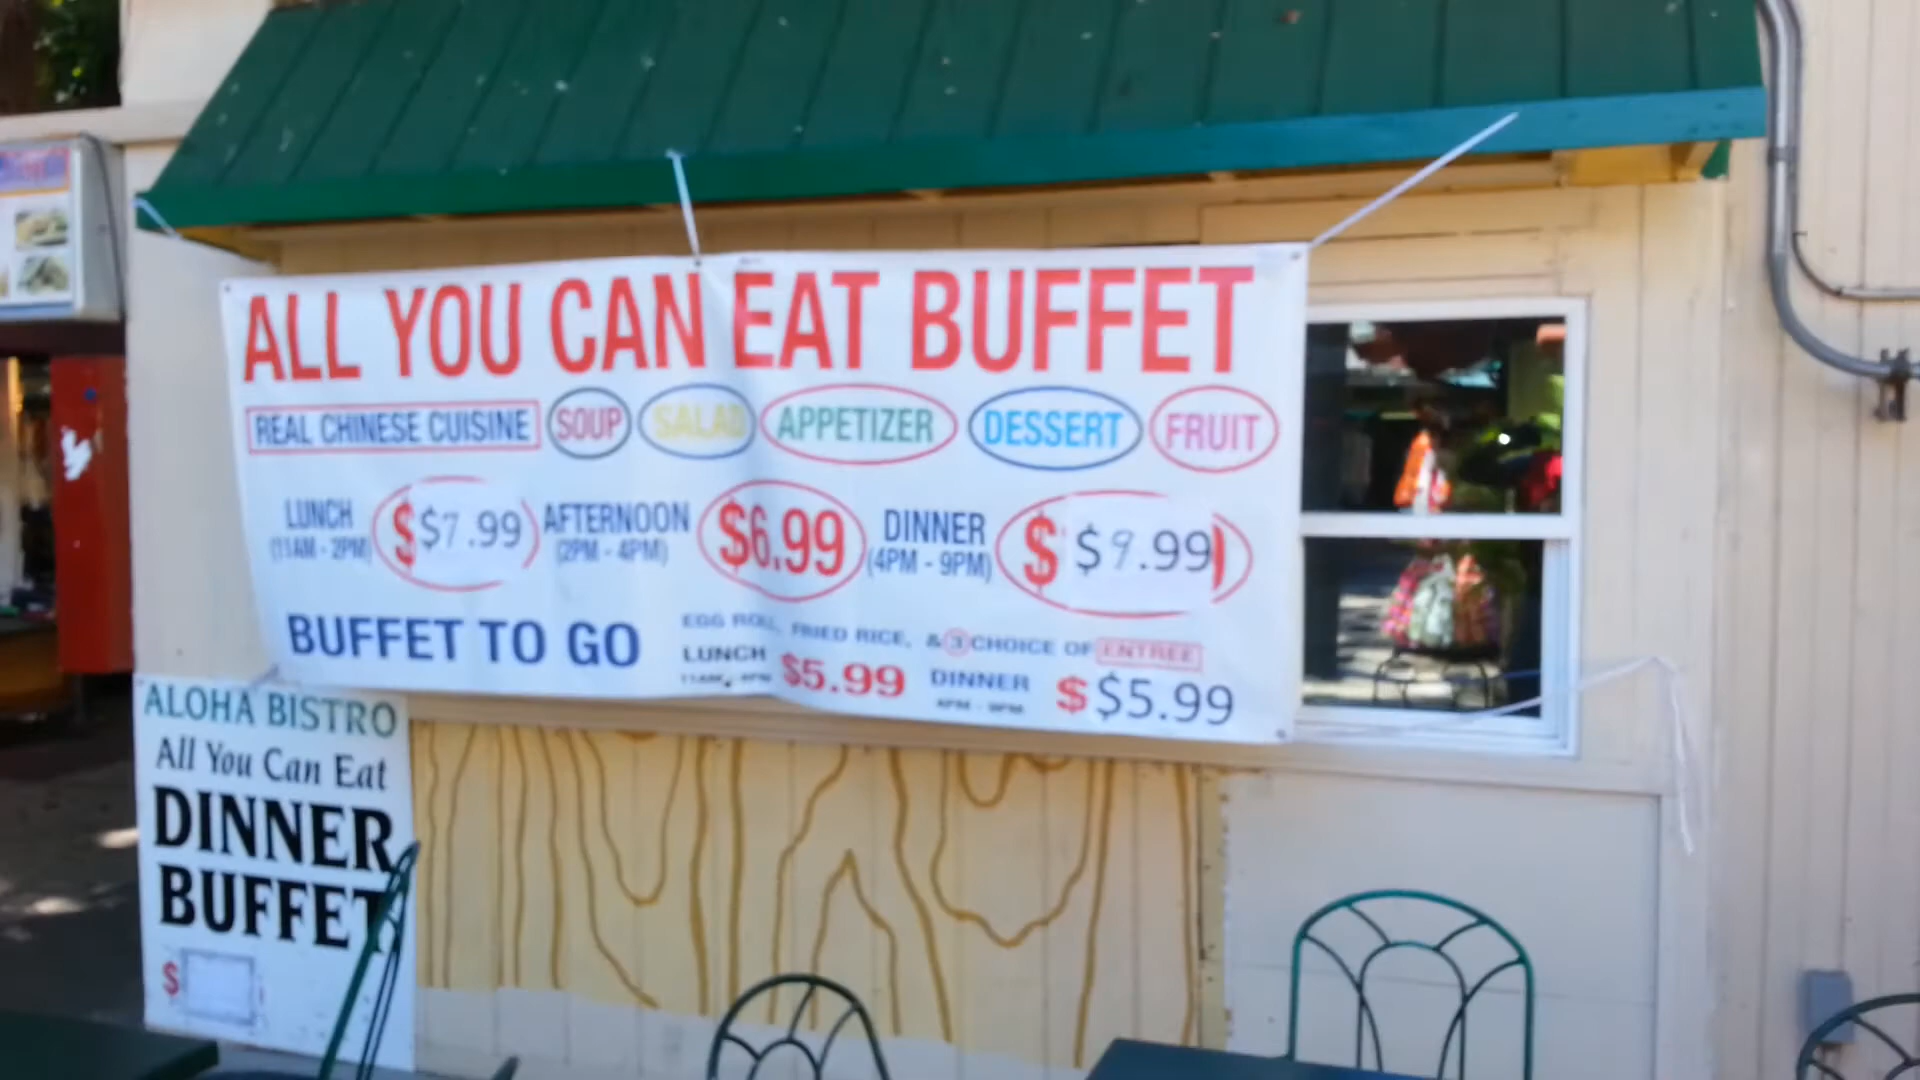 ALL YOU CAN EAT BUFFET
REAL CHINESE CUISINE SOUP SALAD APPETIZER DESSERT FRUIT
LUNCH $$7.99 AFTERNOON $6.99 DINNER $$9.99
(11AM - 2PM) (2PM - 4PM) (4PM - 9PM)
BUFFET TO GO EGG ROLL, FRIED RICE, & 3 CHOICE OF ENTREE
LUNCH $5.99 DINNER $$5.99
4PM - 9PM
ALOHA BISTRO
All You Can Eat
DINNER
BUFFET
$